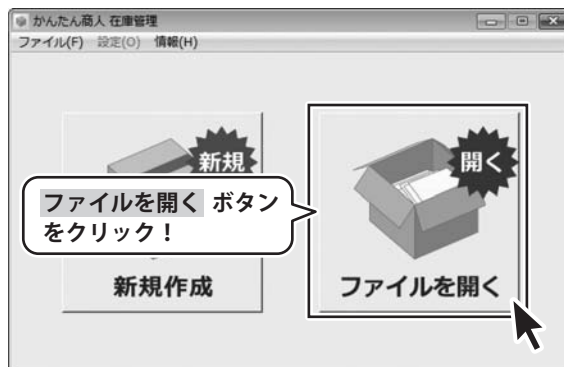 かんたん商人 在庫管理
ファイル(F) 設定(O) 情報(H)
新規
開く
ファイルを開く ボタン
をクリック！
新規作成
ファイルを開く